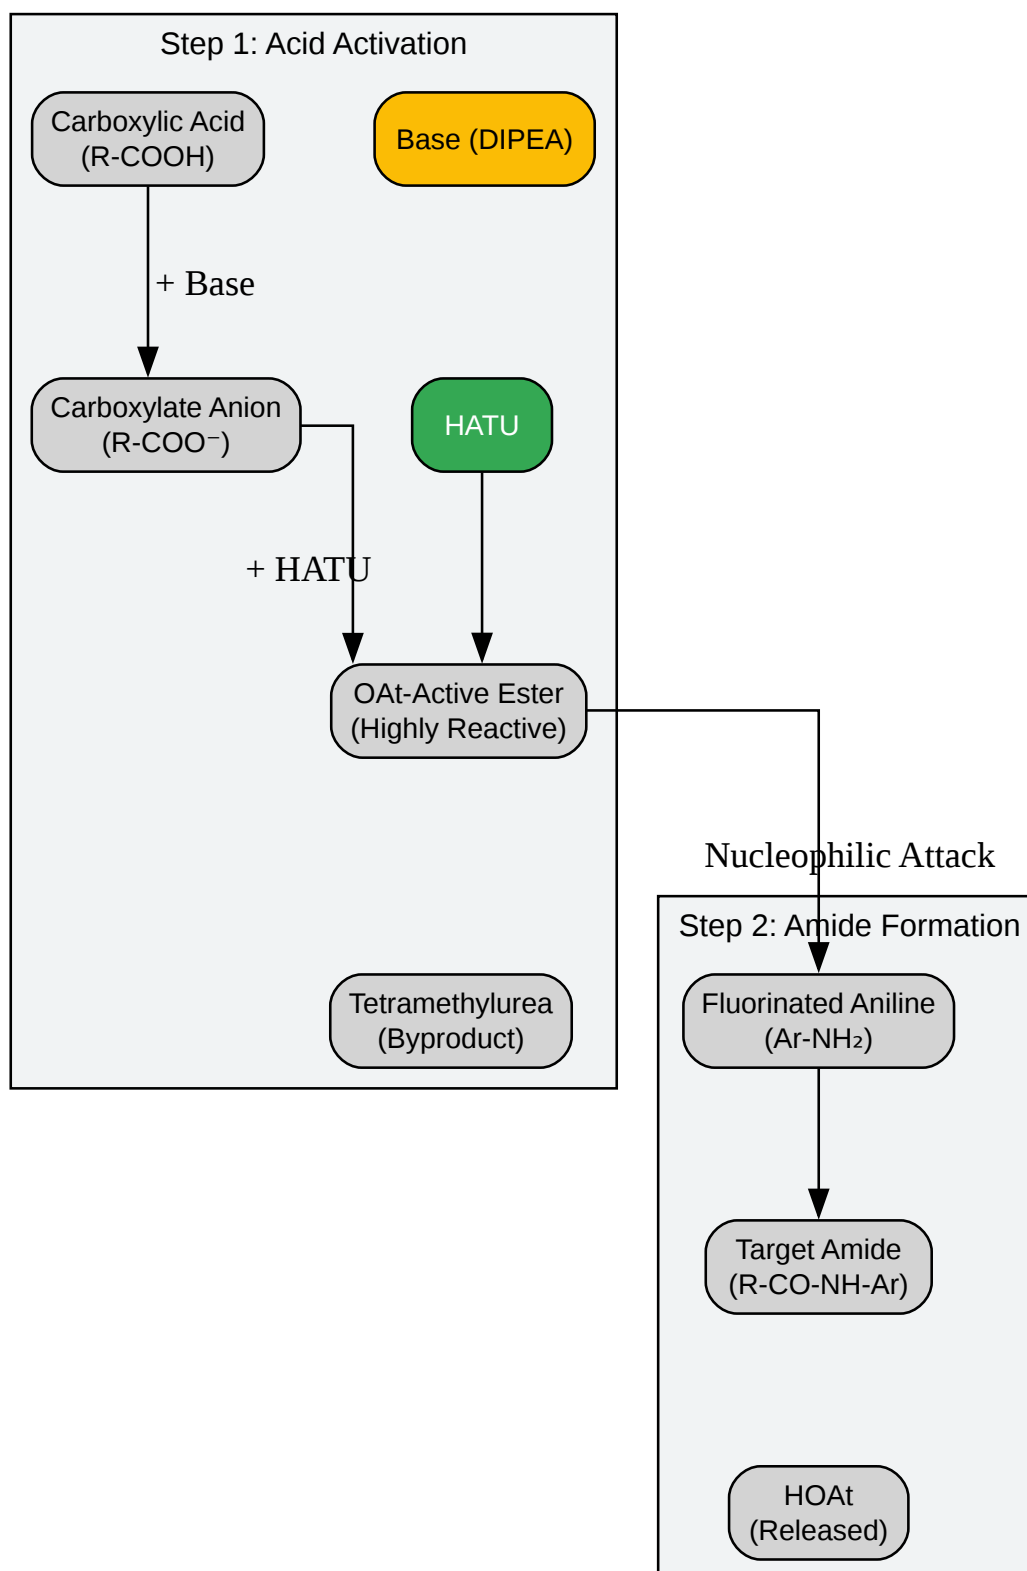 Step 1: Acid Activation
Carboxylic Acid
(R-COOH)
Base (DIPEA)
+ Base
Carboxylate Anion
(R-COO⁻)
HATU
+ HATU
OAt-Active Ester
(Highly Reactive)
Nucleophilic Attack
Step 2: Amide Formation
Tetramethylurea
(Byproduct)
Fluorinated Aniline
(Ar-NH₂)
Target Amide
(R-CO-NH-Ar)
HOAt
(Released)